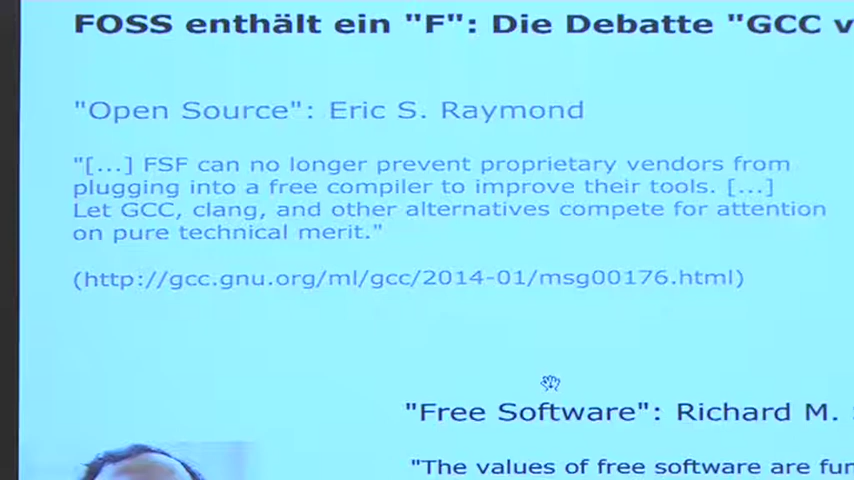 FOSS enthält ein "F": Die Debatte "GCC
"Open Source": Eric S. Raymond
"[...] FSF can no longer prevent proprietary vendors from
plugging into a free compiler to improve their tools. [...]
Let GCC, clang, and other alternatives compete for attention
on pure technical merit."
(http://gcc.gnu.org/ml/gcc/2014-01/msg00176.html)
"Free Software": Richard M.
"The values of free software are